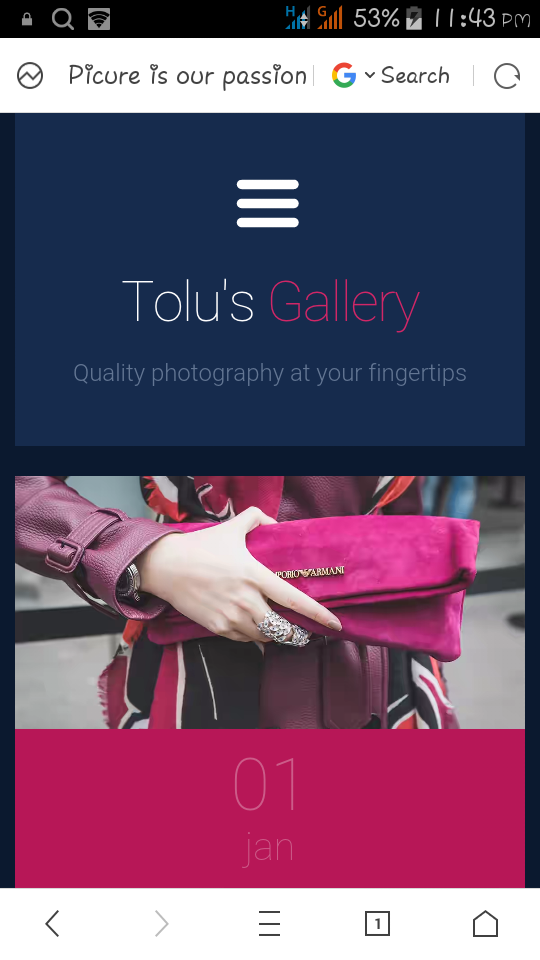 H G 53% 11:43 PM
Picure is our passion Search
Tolu's Gallery
Quality photography at your fingertips
EMPORIO ARMANI
01
jan
1